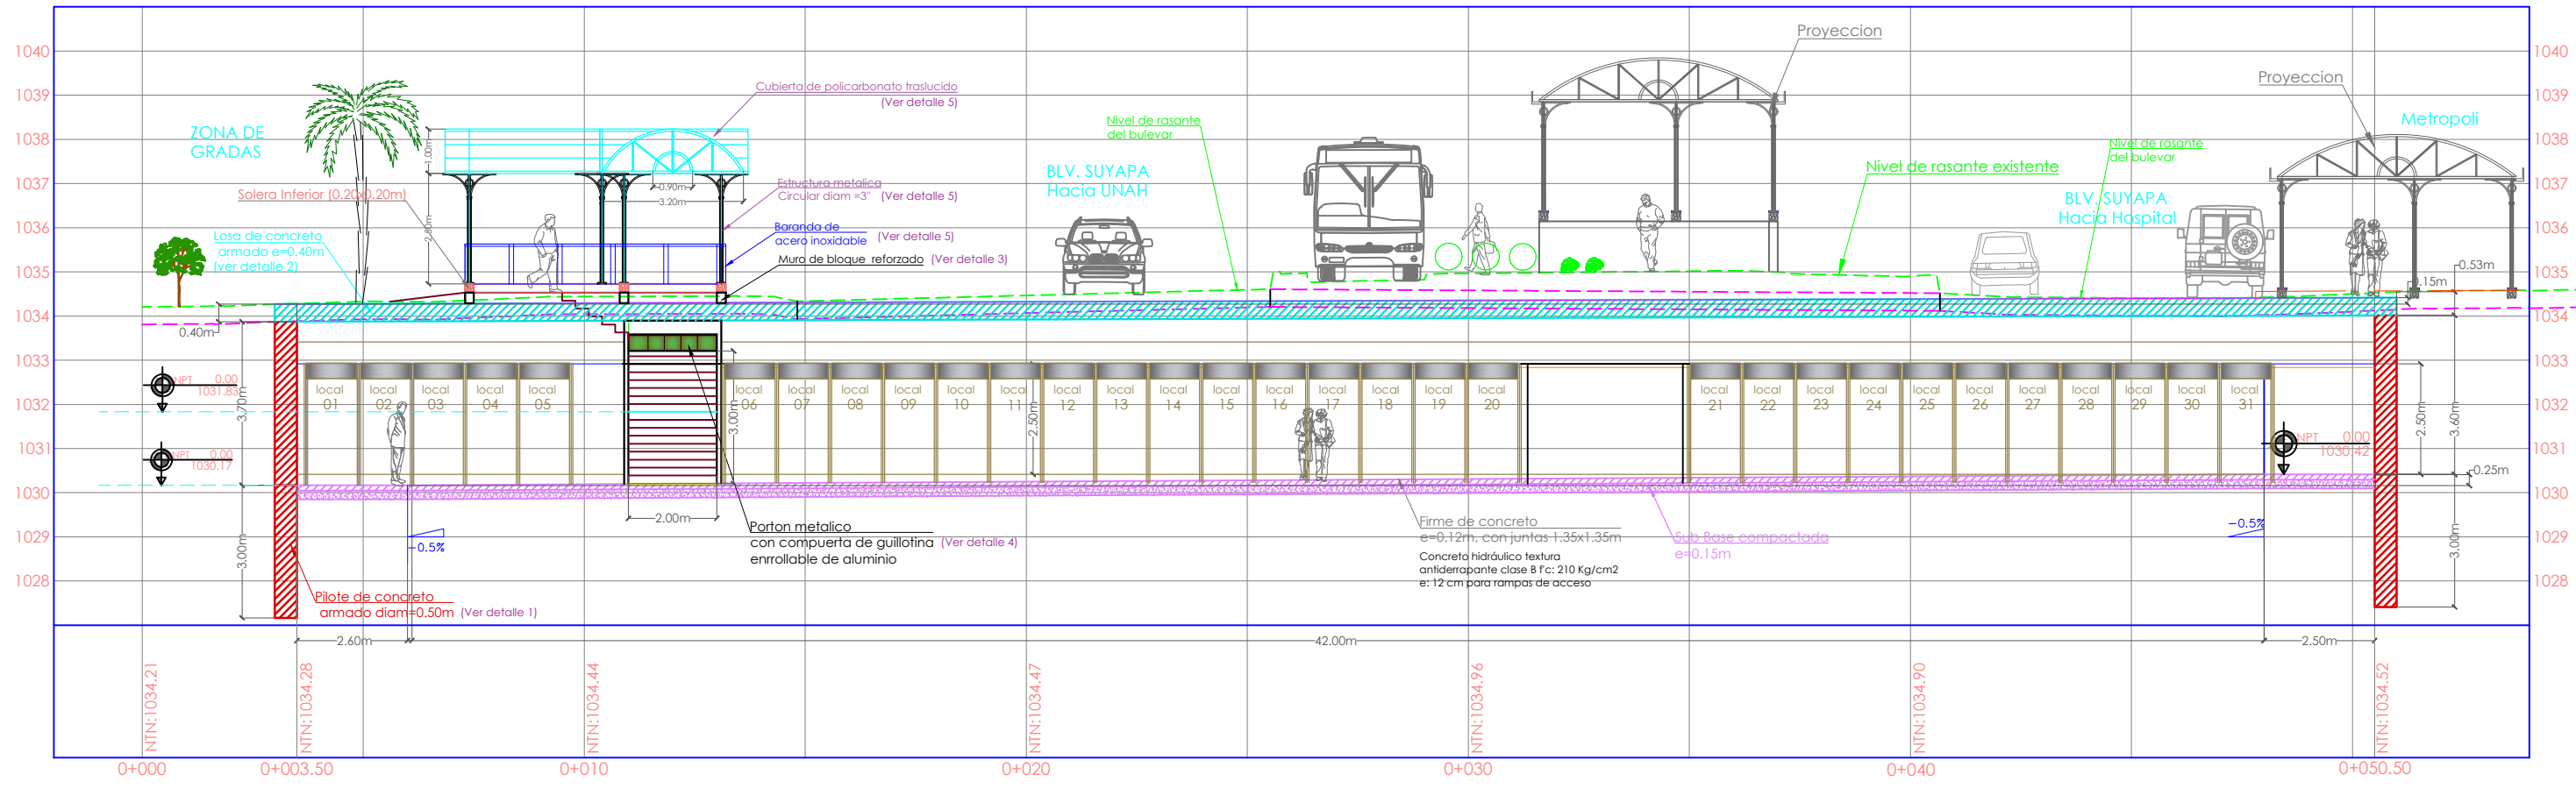 1040
1039
1038
1037
1036
1035
1034
1033
1032
1031
1030
1029
1028
1040
1039
1038
1037
1036
1035
1034
1033
1032
1031
1030
1029
1028
ZONA DE
GRADAS
Solera Inferior (0.20x0.20m)
Losa de concreto
armado e=0.40m
(ver detalle 2)
Cubierta de policarbonato traslucido
(Ver detalle 5)
1.00m
2.50m
0.90m
3.20m
Estructura metalica
Circular diam =3" (Ver detalle 5)
Baranda de
acero inoxidable (Ver detalle 5)
Muro de bloque reforzado (Ver detalle 3)
BLV. SUYAPA
Hacia UNAH
Nivel de rasante
del bulevar
Proyeccion
Nivel de rasante existente
BLV. SUYAPA
Hacia Hospital
Nivel de rasante
del bulevar
Proyeccion
Metropoli
0.53m
.15m
0.40m
3.70m
3.00m
NPT 0.00
1031.83
NPT 0.00
1030.17
local
01
local
02
local
03
local
04
local
05
local
06
local
07
local
08
local
09
local
10
local
11
local
12
local
13
local
14
local
15
local
16
local
17
local
18
local
19
local
20
local
21
local
22
local
23
local
24
local
25
local
26
local
27
local
28
local
29
local
30
local
31
3.00m
2.50m
NPT 0.00
1030.42
2.50m
3.60m
0.25m
3.00m
2.00m
-0.5%
-0.5%
Porton metalico
con compuerta de guillotina (Ver detalle 4)
enrrollable de aluminio
Firme de concreto
e=0.12m, con juntas 1.35x1.35m
Concreto hidráulico textura
antiderrapante clase B f'c: 210 Kg/cm2
e: 12 cm para rampas de acceso
Sub Base compactada
e=0.15m
Pilote de concreto
armado diam=0.50m (Ver detalle 1)
2.60m
42.00m
2.50m
NTN:1034.21
NTN:1034.28
NTN:1034.44
NTN:1034.47
NTN:1034.96
NTN:1034.90
NTN:1034.52
0+000
0+003.50
0+010
0+020
0+030
0+040
0+050.50